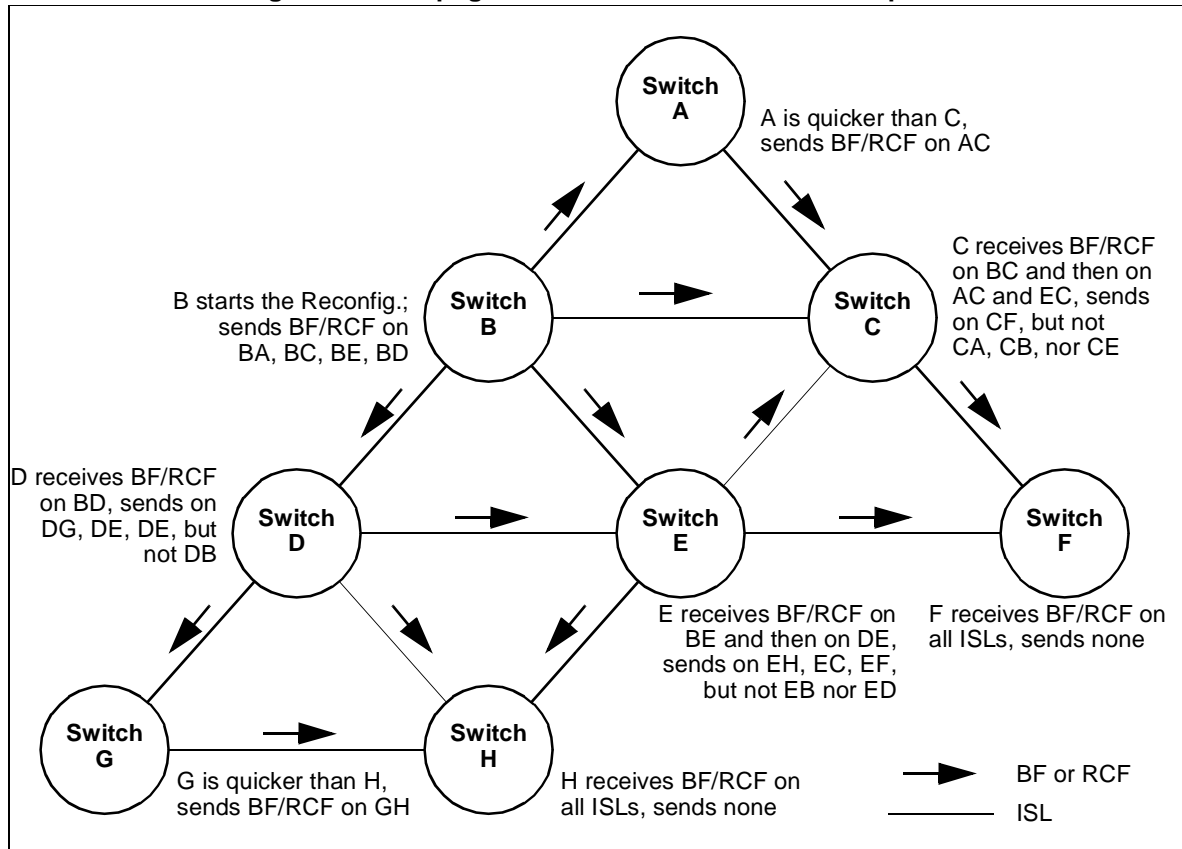 Switch
A
A is quicker than C,
sends BF/RCF on AC
C receives BF/RCF
on BC and then on
AC and EC, sends
on CF, but not
CA, CB, nor CE
B starts the Reconfig.;
sends BF/RCF on
BA, BC, BE, BD
Switch
B
Switch
C
D receives BF/RCF
on BD, sends on
DG, DE, DE, but
not DB
Switch
D
Switch
E
Switch
F
E receives BF/RCF on
BE and then on DE,
sends on EH, EC, EF,
but not EB nor ED
F receives BF/RCF on
all ISLs, sends none
Switch
G
Switch
H
G is quicker than H,
sends BF/RCF on GH
H receives BF/RCF on
all ISLs, sends none
BF or RCF
ISL